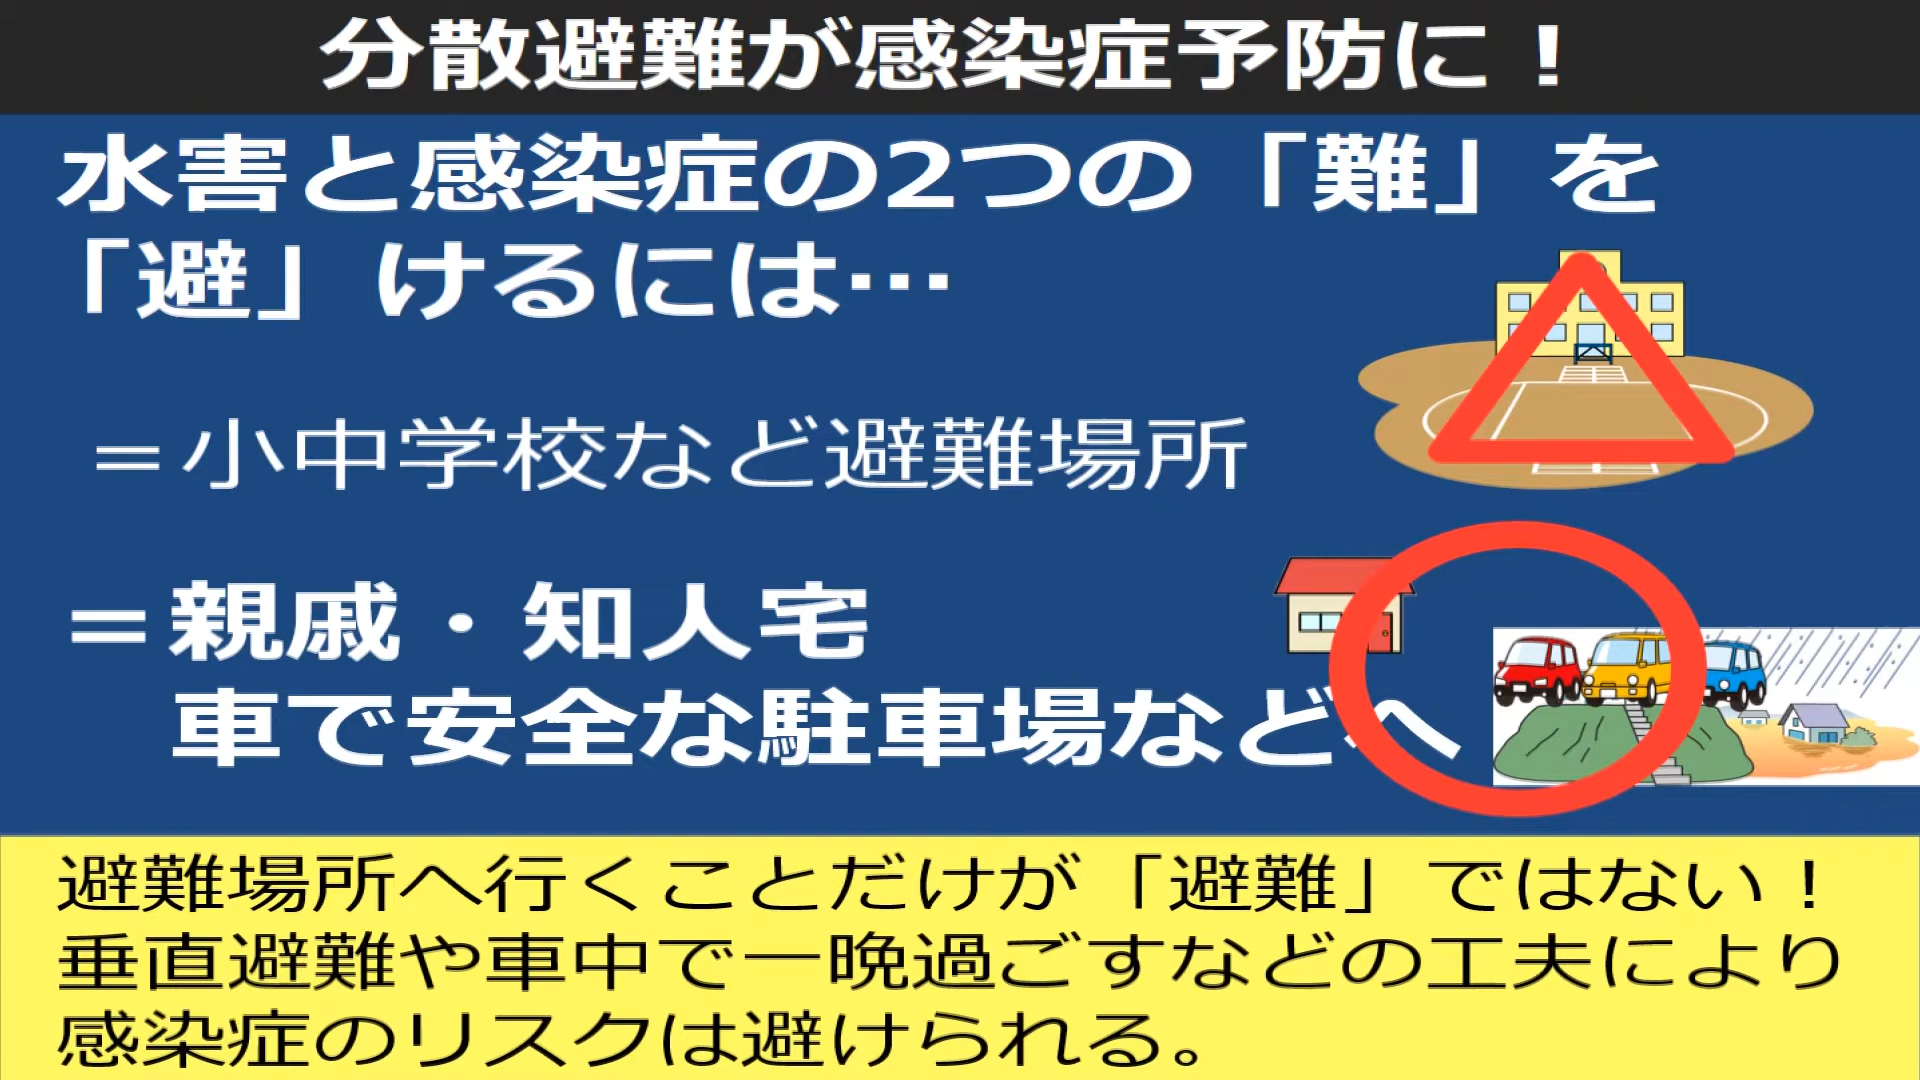 分散避難が感染症予防に！
水害と感染症の2つの「難」を
「避」けるには…
＝小中学校など避難場所
＝親戚・知人宅
車で安全な駐車場などへ
避難場所へ行くことだけが「避難」ではない！
垂直避難や車中で一晩過ごすなどの工夫により
感染症のリスクは避けられる。